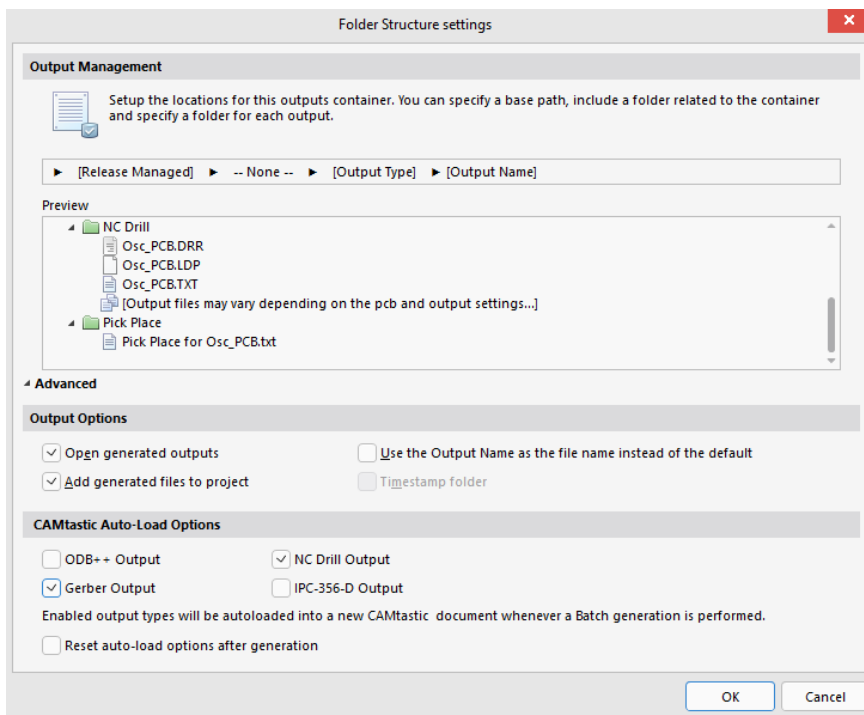 Folder Structure settings
Output Management
Setup the locations for this outputs container. You can specify a base path, include a folder related to the container
and specify a folder for each output.
[Release Managed] -- None -- [Output Type] [Output Name]
Preview
NC Drill
Osc_PCB.DRR
Osc_PCB.LDP
Osc_PCB.TXT
[Output files may vary depending on the pcb and output settings...]
Pick Place
Pick Place for Osc_PCB.txt
Advanced
Output Options
Open generated outputs Use the Output Name as the file name instead of the default
Add generated files to project Timestamp folder
CAMtastic Auto-Load Options
ODB++ Output NC Drill Output
Gerber Output IPC-356-D Output
Enabled output types will be autoloaded into a new CAMtastic document whenever a Batch generation is performed.
Reset auto-load options after generation
OK Cancel